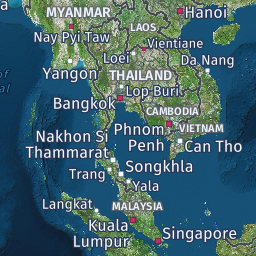 MYANMAR
Hanoi
Nay Pyi Taw
LAOS
Vientiane
Loei
Da Nang
Yangon
THAILAND
Lop Buri
Bangkok
CAMBODIA
Phnom
Penh
VIETNAM
Can Tho
Nakhon Si
Thammarat
Songkhla
Trang
Yala
Langkat
MALAYSIA
Kuala
Lumpur
Singapore